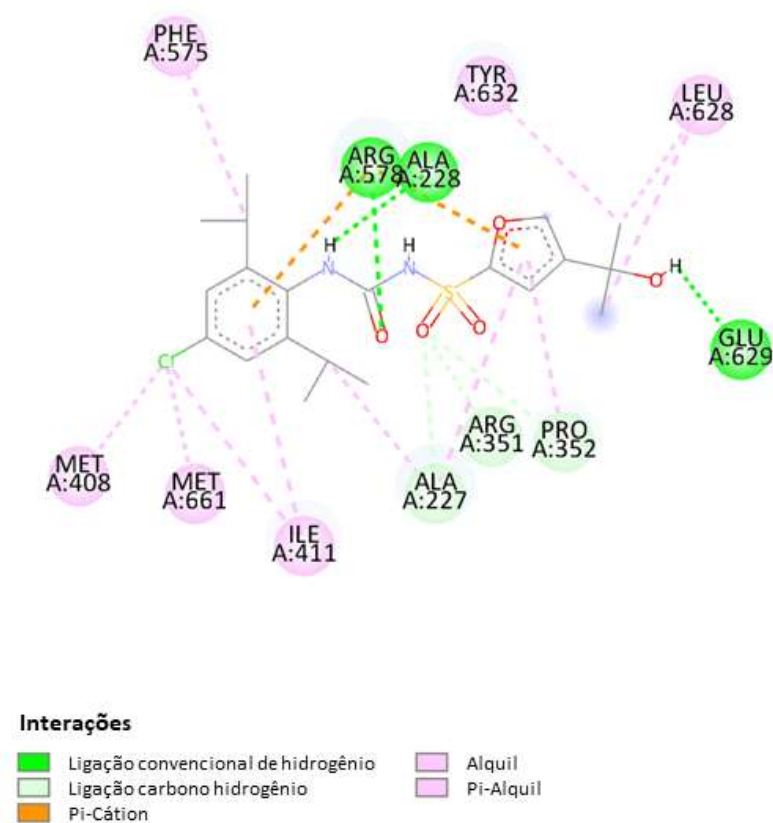 PHE
A:575
TYR
A:632
LEU
A:628
ARG
A:578
ALA
A:228
H
N
H
N
O
O
H
S
O
O
O
Cl
GLU
A:629
ARG
A:351
PRO
A:352
MET
A:408
MET
A:661
ALA
A:227
ILE
A:411
Interações
Ligação convencional de hidrogênio
Alquil
Ligação carbono hidrogênio
Pi-Alquil
Pi-Cátion